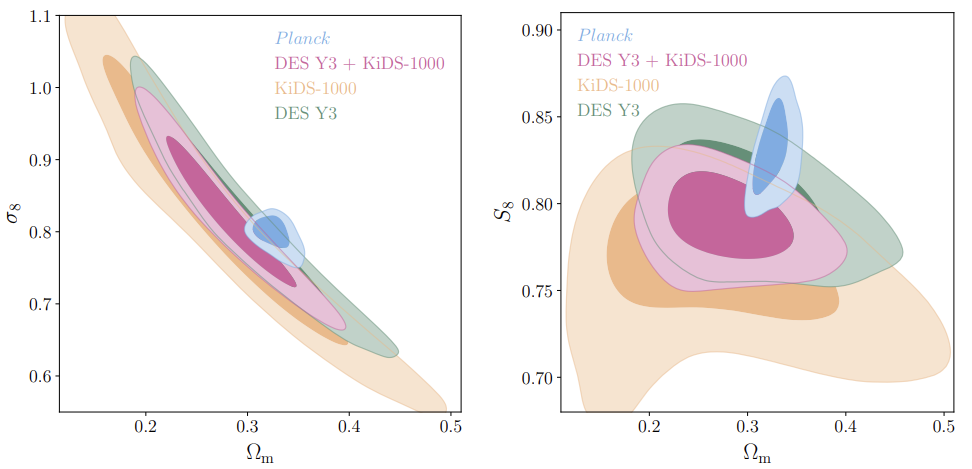 1.1
1.0
0.9
0.8
0.7
0.6
σ8
0.2 0.3 0.4 0.5
Ωm
Planck
DES Y3 + KiDS-1000
KiDS-1000
DES Y3
0.90
0.85
0.80
0.75
0.70
S8
0.2 0.3 0.4 0.5
Ωm
Planck
DES Y3 + KiDS-1000
KiDS-1000
DES Y3